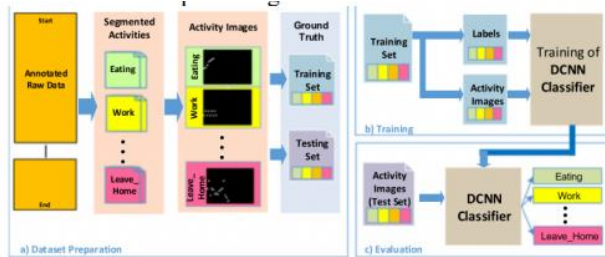 Start
Annotated
Raw Data
End
Segmented
Activities
Eating
Work
Leave_
Home
Activity Images
Eating
Work
Leave_
Home
Ground
Truth
Training
Set
Testing
Set
a) Dataset Preparation
Training
Set
Labels
Activity
Images
Training of
DCNN
Classifier
b) Training
Activity
Images
(Test Set)
DCNN
Classifier
Eating
Work
Leave_Home
c) Evaluation